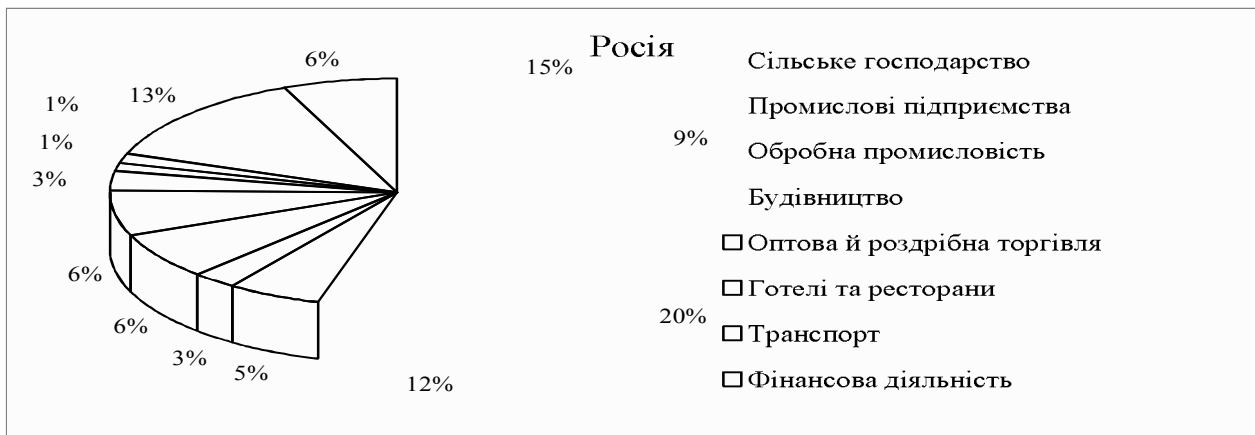 Росія
15%
9%
20%
12%
5%
3%
6%
6%
3%
1%
1%
13%
6%
Сільське господарство
Промислові підприємства
Обробна промисловість
Будівництво
Оптова й роздрібна торгівля
Готелі та ресторани
Транспорт
Фінансова діяльність